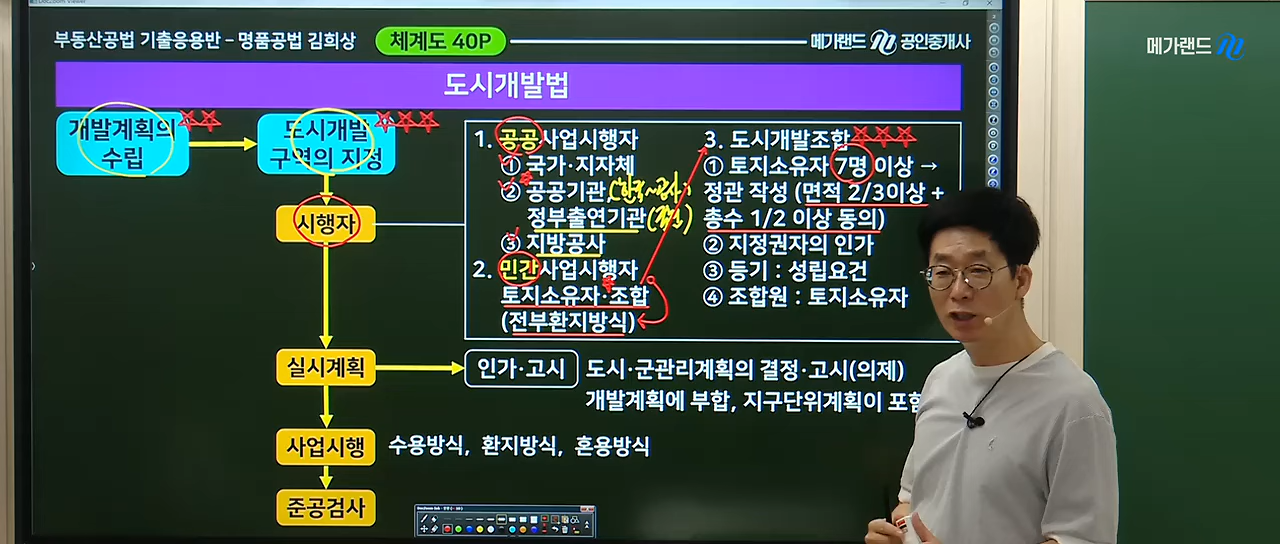 부동산공법 기출응용반 - 명품공법 김희상
체계도 40P
메가랜드 공인중개사
메가랜드
도시개발법
개발계획의
수립
도시개발
구역의 지정
시행자
1. 공공사업시행자
① 국가·지자체
② 공공기관
정부출연기관
③ 지방공사
2. 민간사업시행자
토지소유자·조합
(전부환지방식)
3. 도시개발조합
① 토지소유자 7명 이상 →
정관 작성 (면적 2/3이상 +
총수 1/2 이상 동의)
② 지정권자의 인가
③ 등기 : 성립요건
④ 조합원 : 토지소유자
실시계획
인가·고시
도시·군관리계획의 결정·고시(의제)
개발계획에 부합, 지구단위계획이 포함
사업시행
수용방식, 환지방식, 혼용방식
준공검사